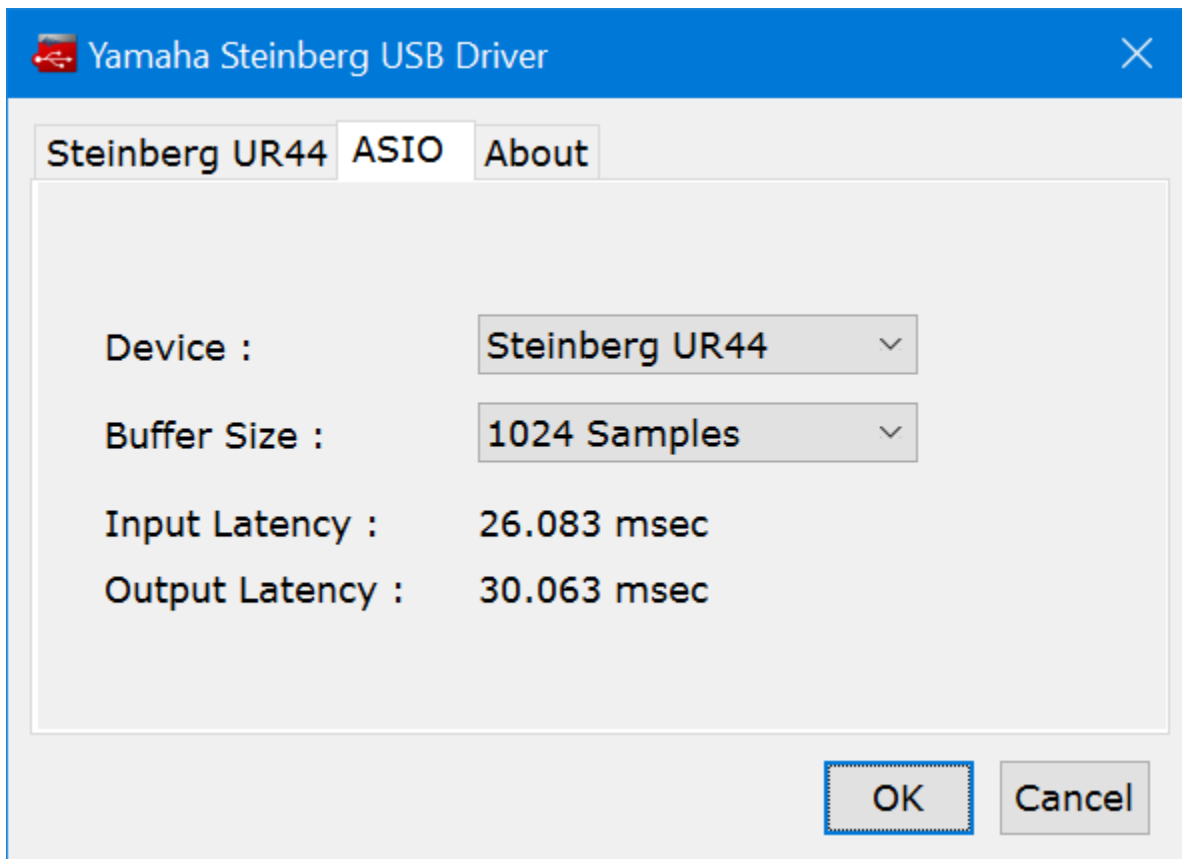 Yamaha Steinberg USB Driver
Steinberg UR44 ASIO About
Device : Steinberg UR44
Buffer Size : 1024 Samples
Input Latency : 26.083 msec
Output Latency : 30.063 msec
OK Cancel